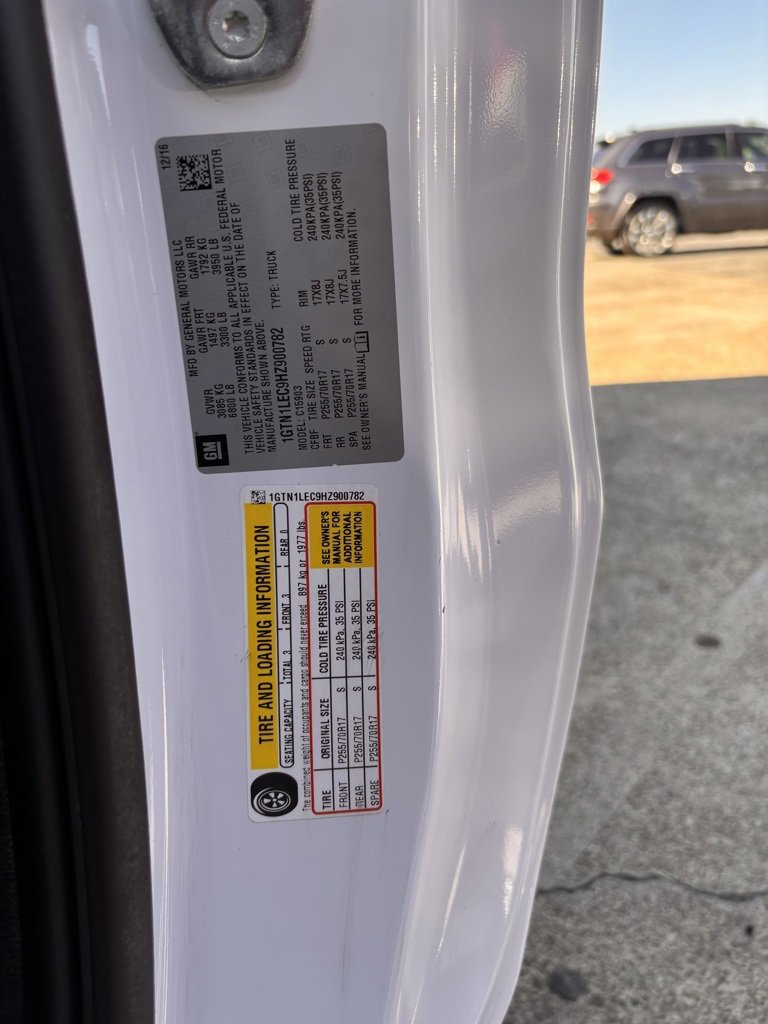 12/16
MFD BY GENERAL MOTORS LLC
GVWR GAWR FRT GAWR RR
3085 KG 1497 KG 1792 KG
6800 LB 3300 LB 3950 LB
THIS VEHICLE CONFORMS TO ALL APPLICABLE U.S. FEDERAL MOTOR
VEHICLE SAFETY STANDARDS IN EFFECT ON THE DATE OF
MANUFACTURE SHOWN ABOVE.
GM
1GTN1LEC9HZ900782 TYPE: TRUCK
MODEL: C15903
CFBF TIRE SIZE SPEED RTG RIM COLD TIRE PRESSURE
FRT P255/70R17 S 17X8J 240KPA(35PSI)
RR P255/70R17 S 17X8J 240KPA(35PSI)
SPA P255/70R17 S 17X7.5J 240KPA(35PSI)
SEE OWNER'S MANUAL FOR MORE INFORMATION.
1GTN1LEC9HZ900782
TIRE AND LOADING INFORMATION
SEATING CAPACITY TOTAL 3 FRONT 3 REAR 0
The combined weight of occupants and cargo should never exceed 897 kg or 1977 lbs.
TIRE ORIGINAL SIZE COLD TIRE PRESSURE
FRONT P255/70R17 S 240 kPa, 35 PSI
REAR P255/70R17 S 240 kPa, 35 PSI
SPARE P255/70R17 S 240 kPa, 35 PSI
SEE OWNER'S
MANUAL FOR
ADDITIONAL
INFORMATION